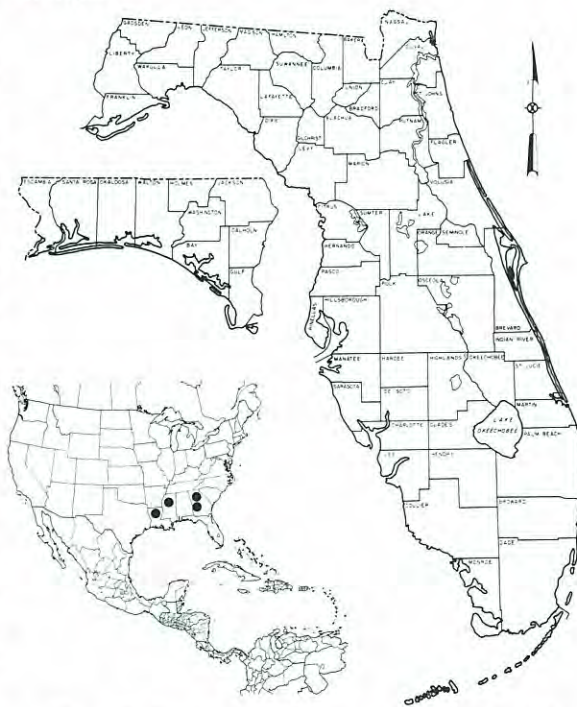 NASSAU
GADSDEN
LEON
JEFFERSON
MADISON
HAMILTON
BAKER
DUVAL
LIBERTY
WAKULLA
TAYLOR
SUWANNEE
COLUMBIA
UNION
CLAY
ST. JOHNS
FRANKLIN
LAFAYETTE
BRADFORD
DIXIE
ALACHUA
PUTNAM
GILCHRIST
FLAGLER
LEVY
MARION
VOLUSIA
ESCAMBIA
SANTA ROSA
OKALOOSA
WALTON
HOLMES
JACKSON
WASHINGTON
BAY
CALHOUN
GULF
CITRUS
SUMTER
LAKE
ORANGE
SEMINOLE
HERNANDO
PASCO
POLK
OSCEOLA
HILLSBOROUGH
PINELLAS
BREVARD
INDIAN RIVER
MANATEE
HARDEE
HIGHLANDS
OKEECHOBEE
ST. LUCIE
SARASOTA
DE SOTO
MARTIN
CHARLOTTE
GLADES
LAKE
OKEECHOBEE
PALM BEACH
LEE
HENDRY
COLLIER
BROWARD
DADE
MONROE